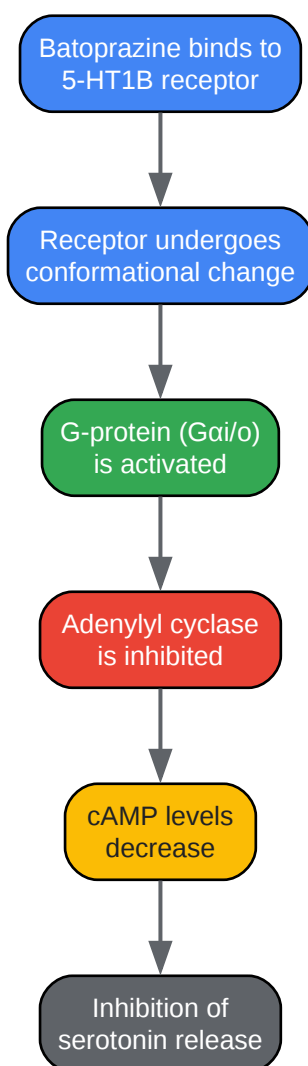 Batoprazine binds to
5-HT1B receptor
Receptor undergoes
conformational change
G-protein (Gαi/o)
is activated
Adenylyl cyclase
is inhibited
cAMP levels
decrease
Inhibition of
serotonin release